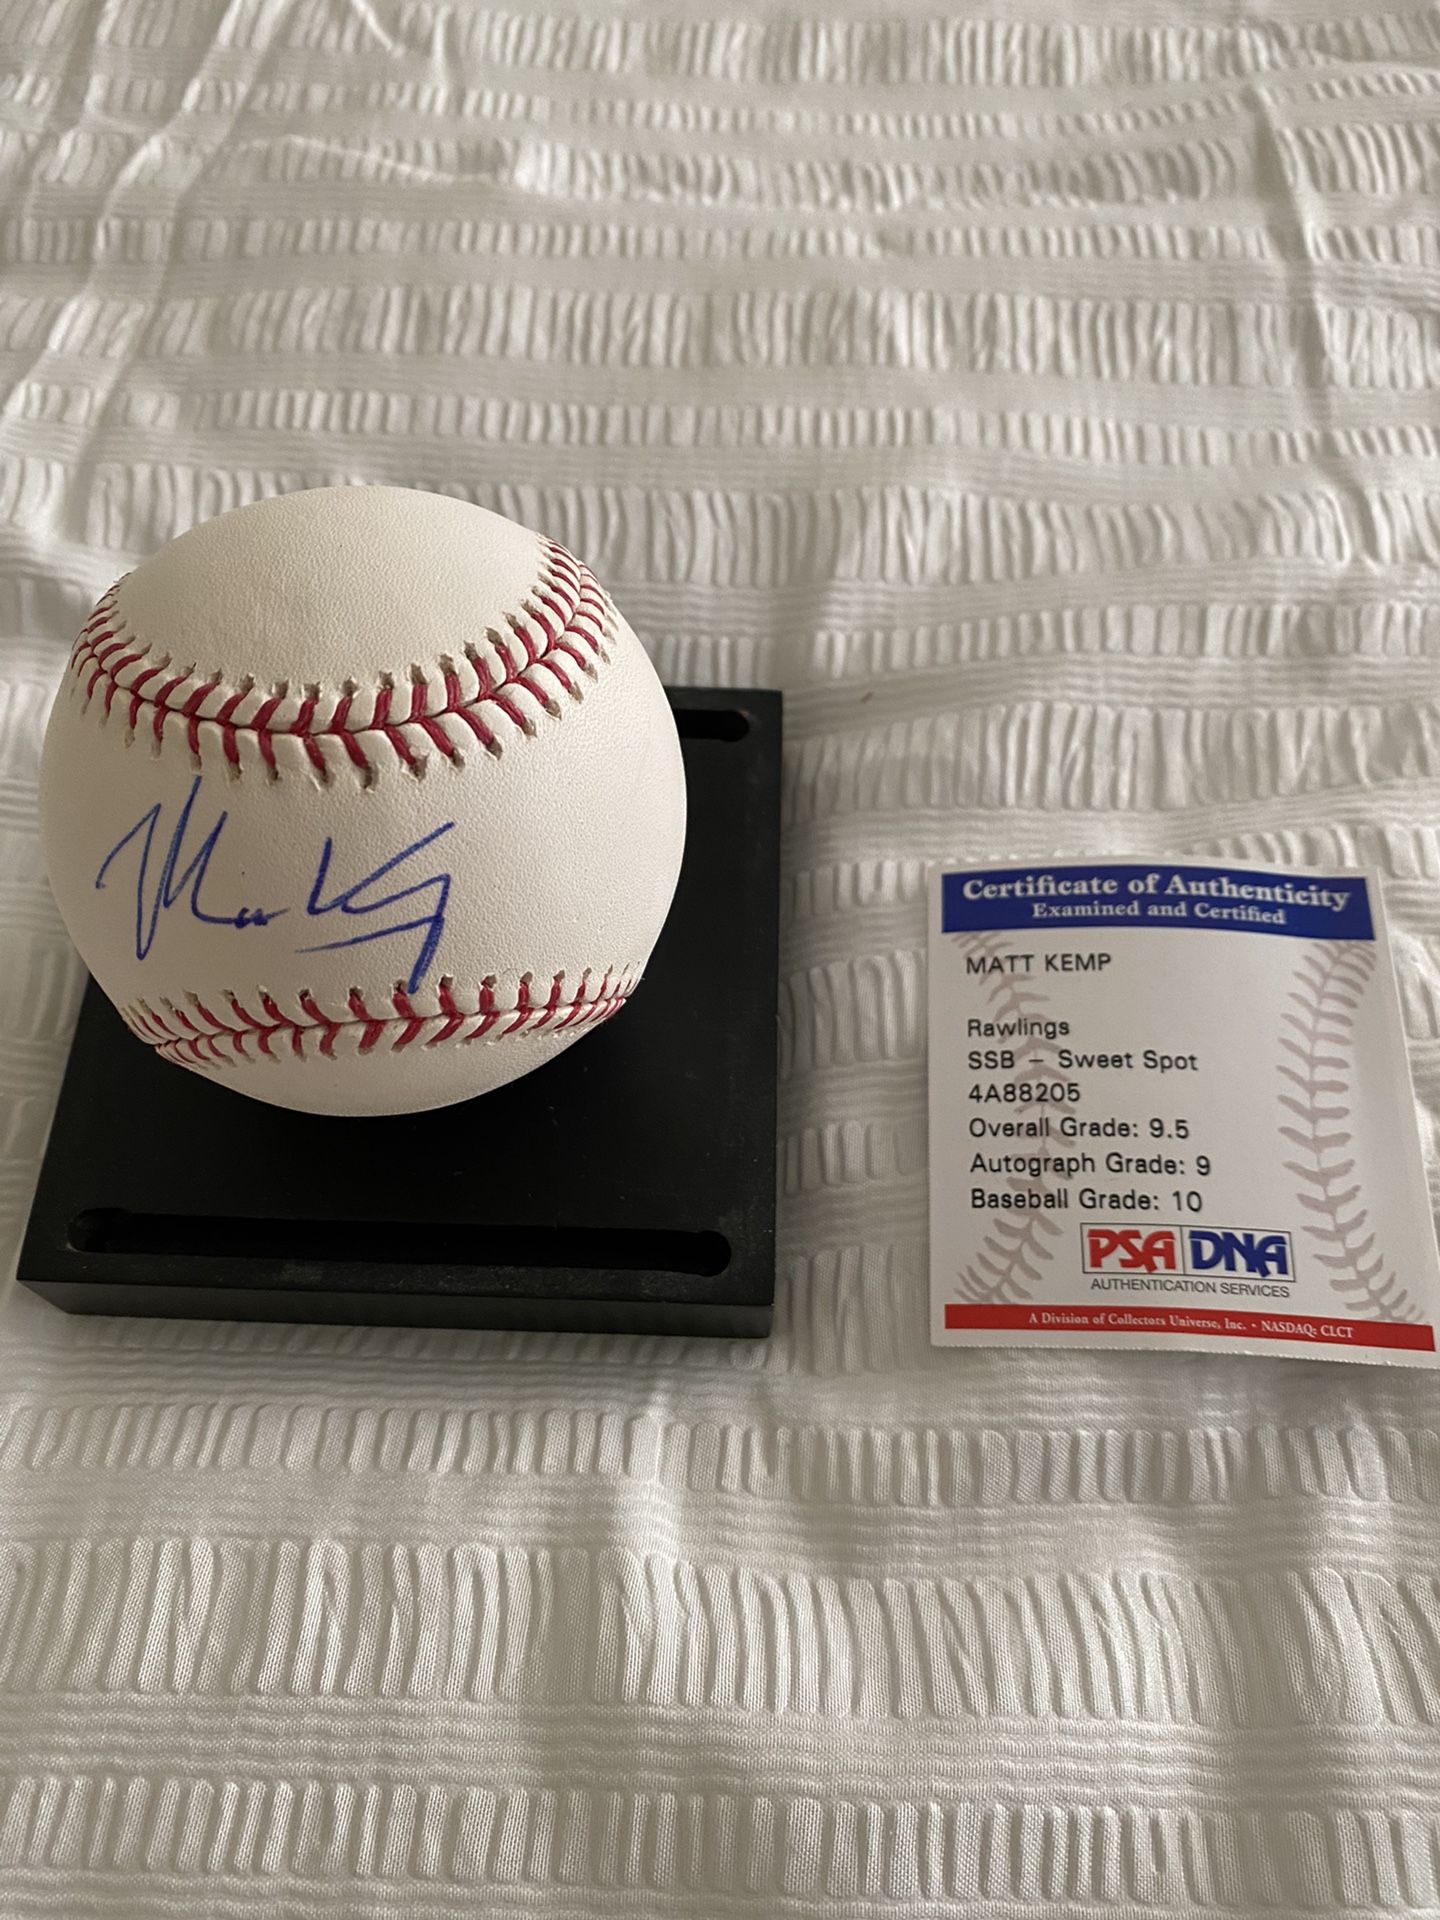 Certificate of Authenticity
Examined and Certified
MATT KEMP
Rawlings
SSB – Sweet Spot
4A88205
Overall Grade: 9.5
Autograph Grade: 9
Baseball Grade: 10
PSA DNA
AUTHENTICATION SERVICES
A Division of Collectors Universe, Inc. • NASDAQ: CLCT